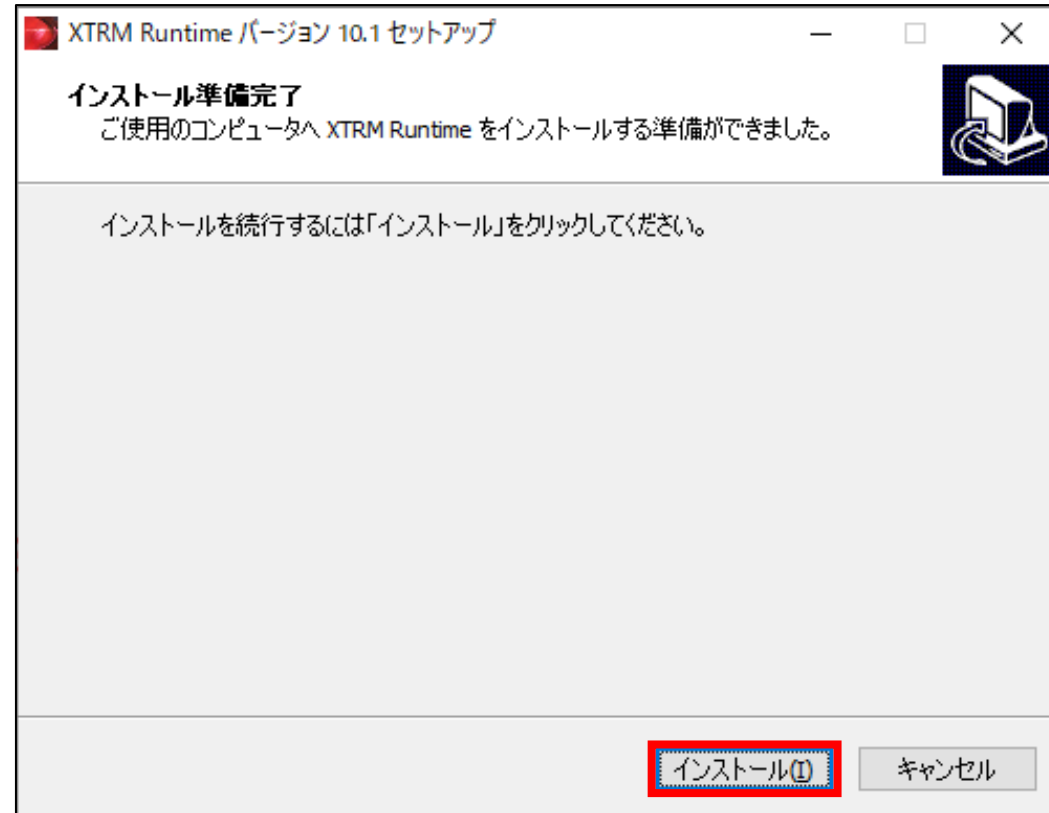 XTRM Runtime バージョン 10.1 セットアップ
インストール準備完了
ご使用のコンピュータへ XTRM Runtime をインストールする準備ができました。
インストールを続行するには「インストール」をクリックしてください。
インストール(I)
キャンセル